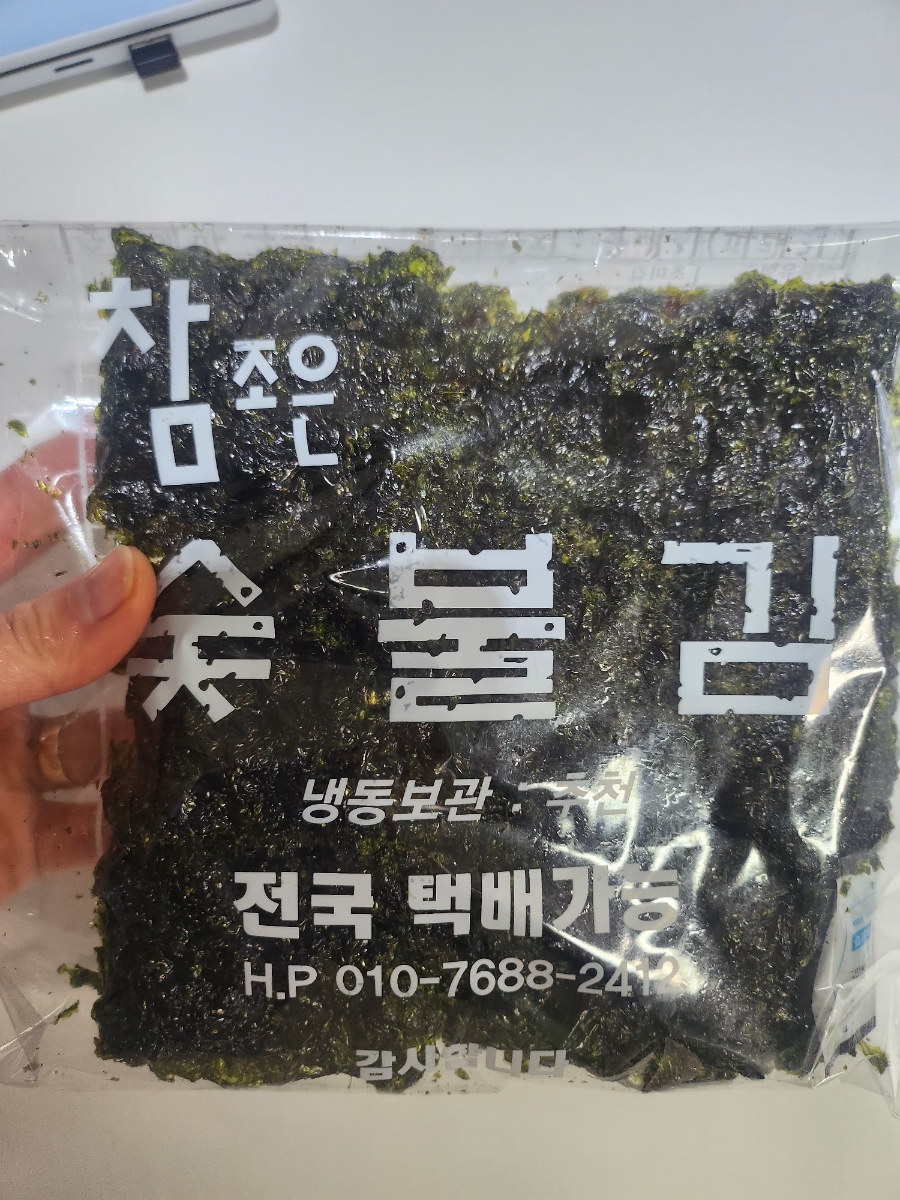 참 조은
숯 불 김
냉동보관 · 추천
전국 택배가능
H.P 010-7688-2412
감사합니다